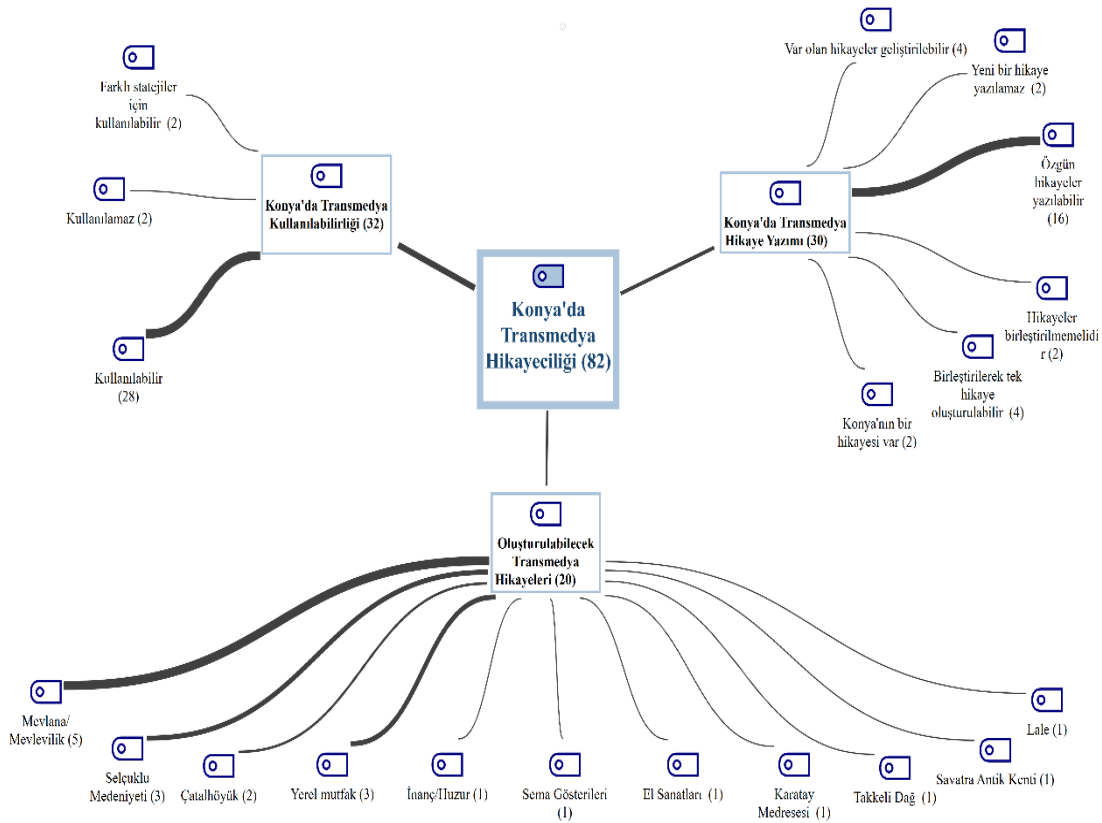 Var olan hikayeler geliştirilebilir (4)
Yeni bir hikaye
yazılamaz (2)
Farklı statejiler
için
kullanılabilir (2)
Özgün
hikayeler
yazılabilir
(16)
Kullanılamaz (2)
Konya'da Transmedya
Kullanılabilirliği (32)
Konya'da Transmedya
Hikaye Yazımı (30)
Konya'da
Transmedya
Hikayeciliği (82)
Hikayeler
birleştirilmemelidi
r (2)
Kullanılabilir
(28)
Birleştirilerek tek
hikaye
oluşturulabilir (4)
Konya'nın bir
hikayesi var (2)
Oluşturulabilecek
Transmedya
Hikayeleri (20)
Mevlana/
Mevlevilik (5)
Selçuklu
Medeniyeti (3)
Çatalhöyük (2)
Yerel mutfak (3)
İnanç/Huzur (1)
Sema Gösterileri
(1)
El Sanatları (1)
Karatay
Medresesi (1)
Takkeli Dağ (1)
Savatra Antik Kenti (1)
Lale (1)